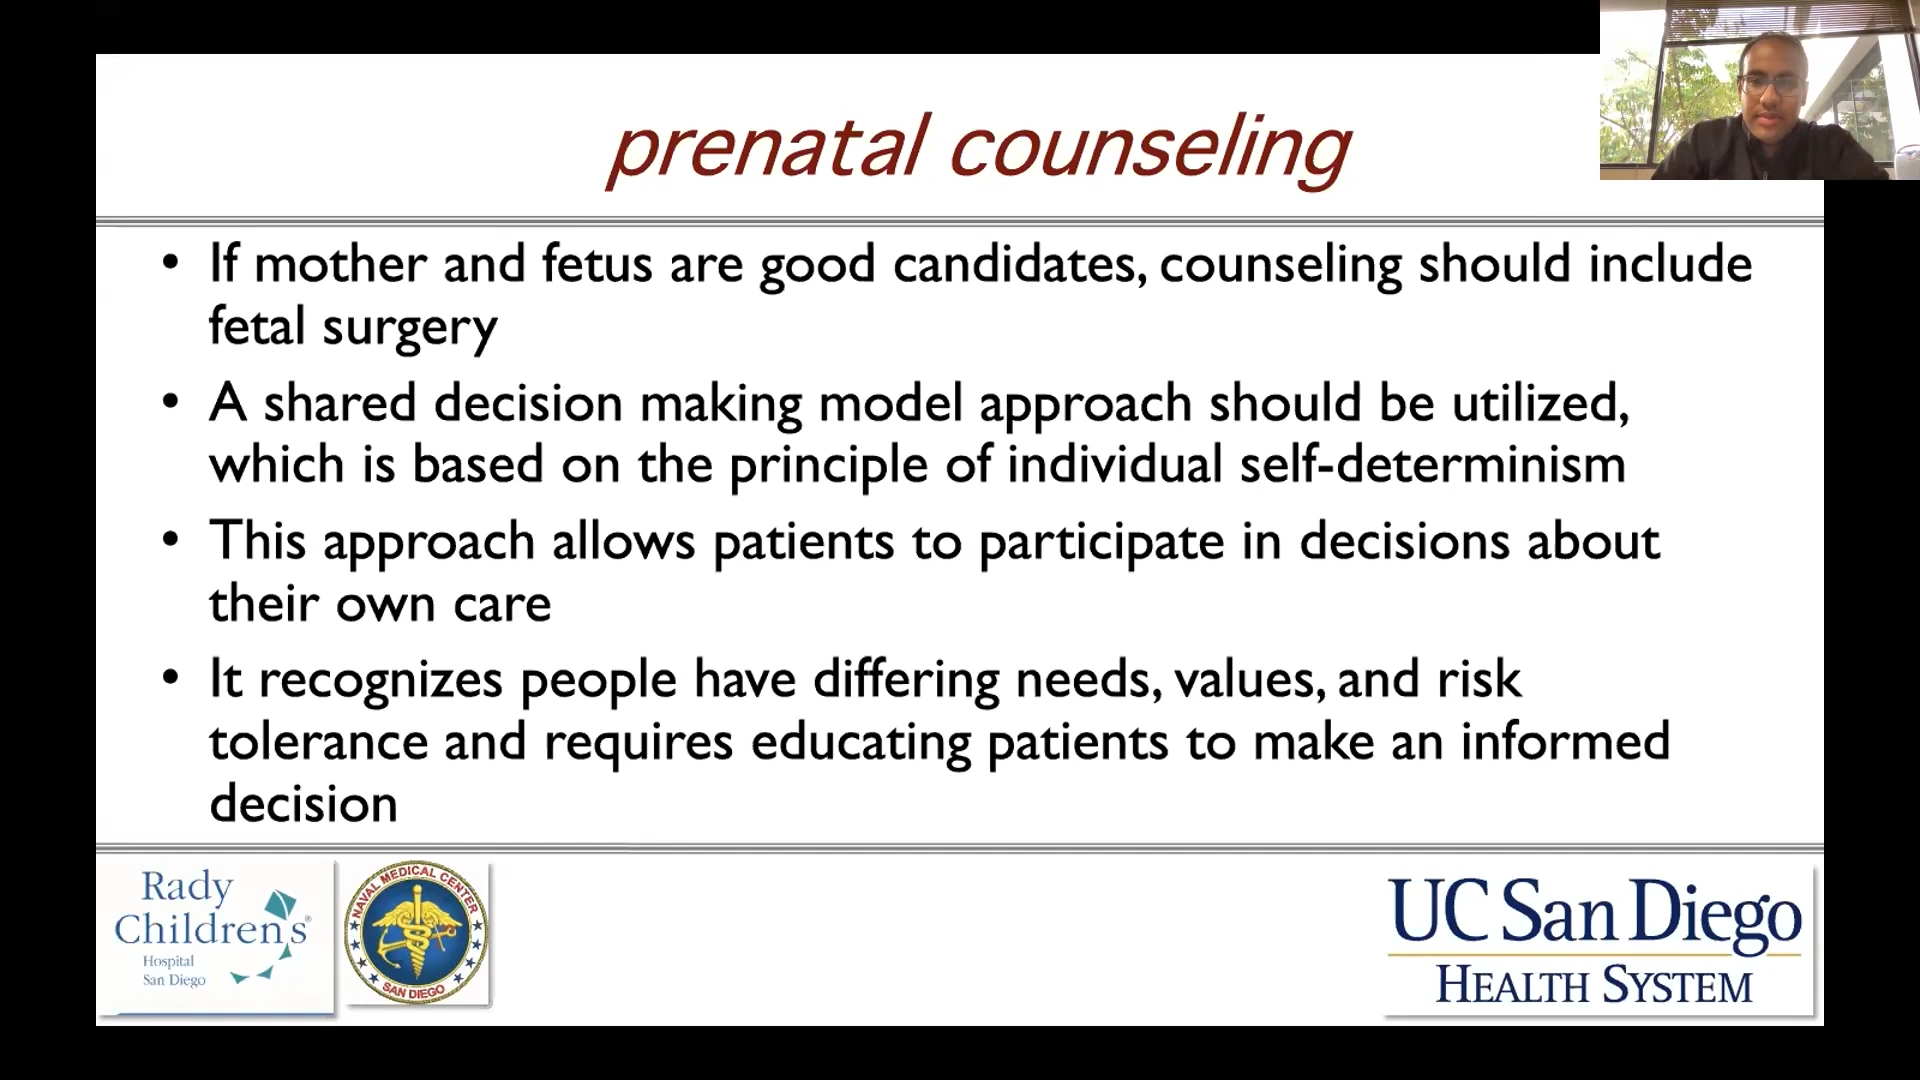 prenatal counseling
• If mother and fetus are good candidates, counseling should include
fetal surgery
• A shared decision making model approach should be utilized,
which is based on the principle of individual self-determinism
• This approach allows patients to participate in decisions about
their own care
• It recognizes people have differing needs, values, and risk
tolerance and requires educating patients to make an informed
decision
Rady
Children's®
Hospital
San Diego
NAVAL MEDICAL CENTER
SAN DIEGO
UC San Diego
HEALTH SYSTEM